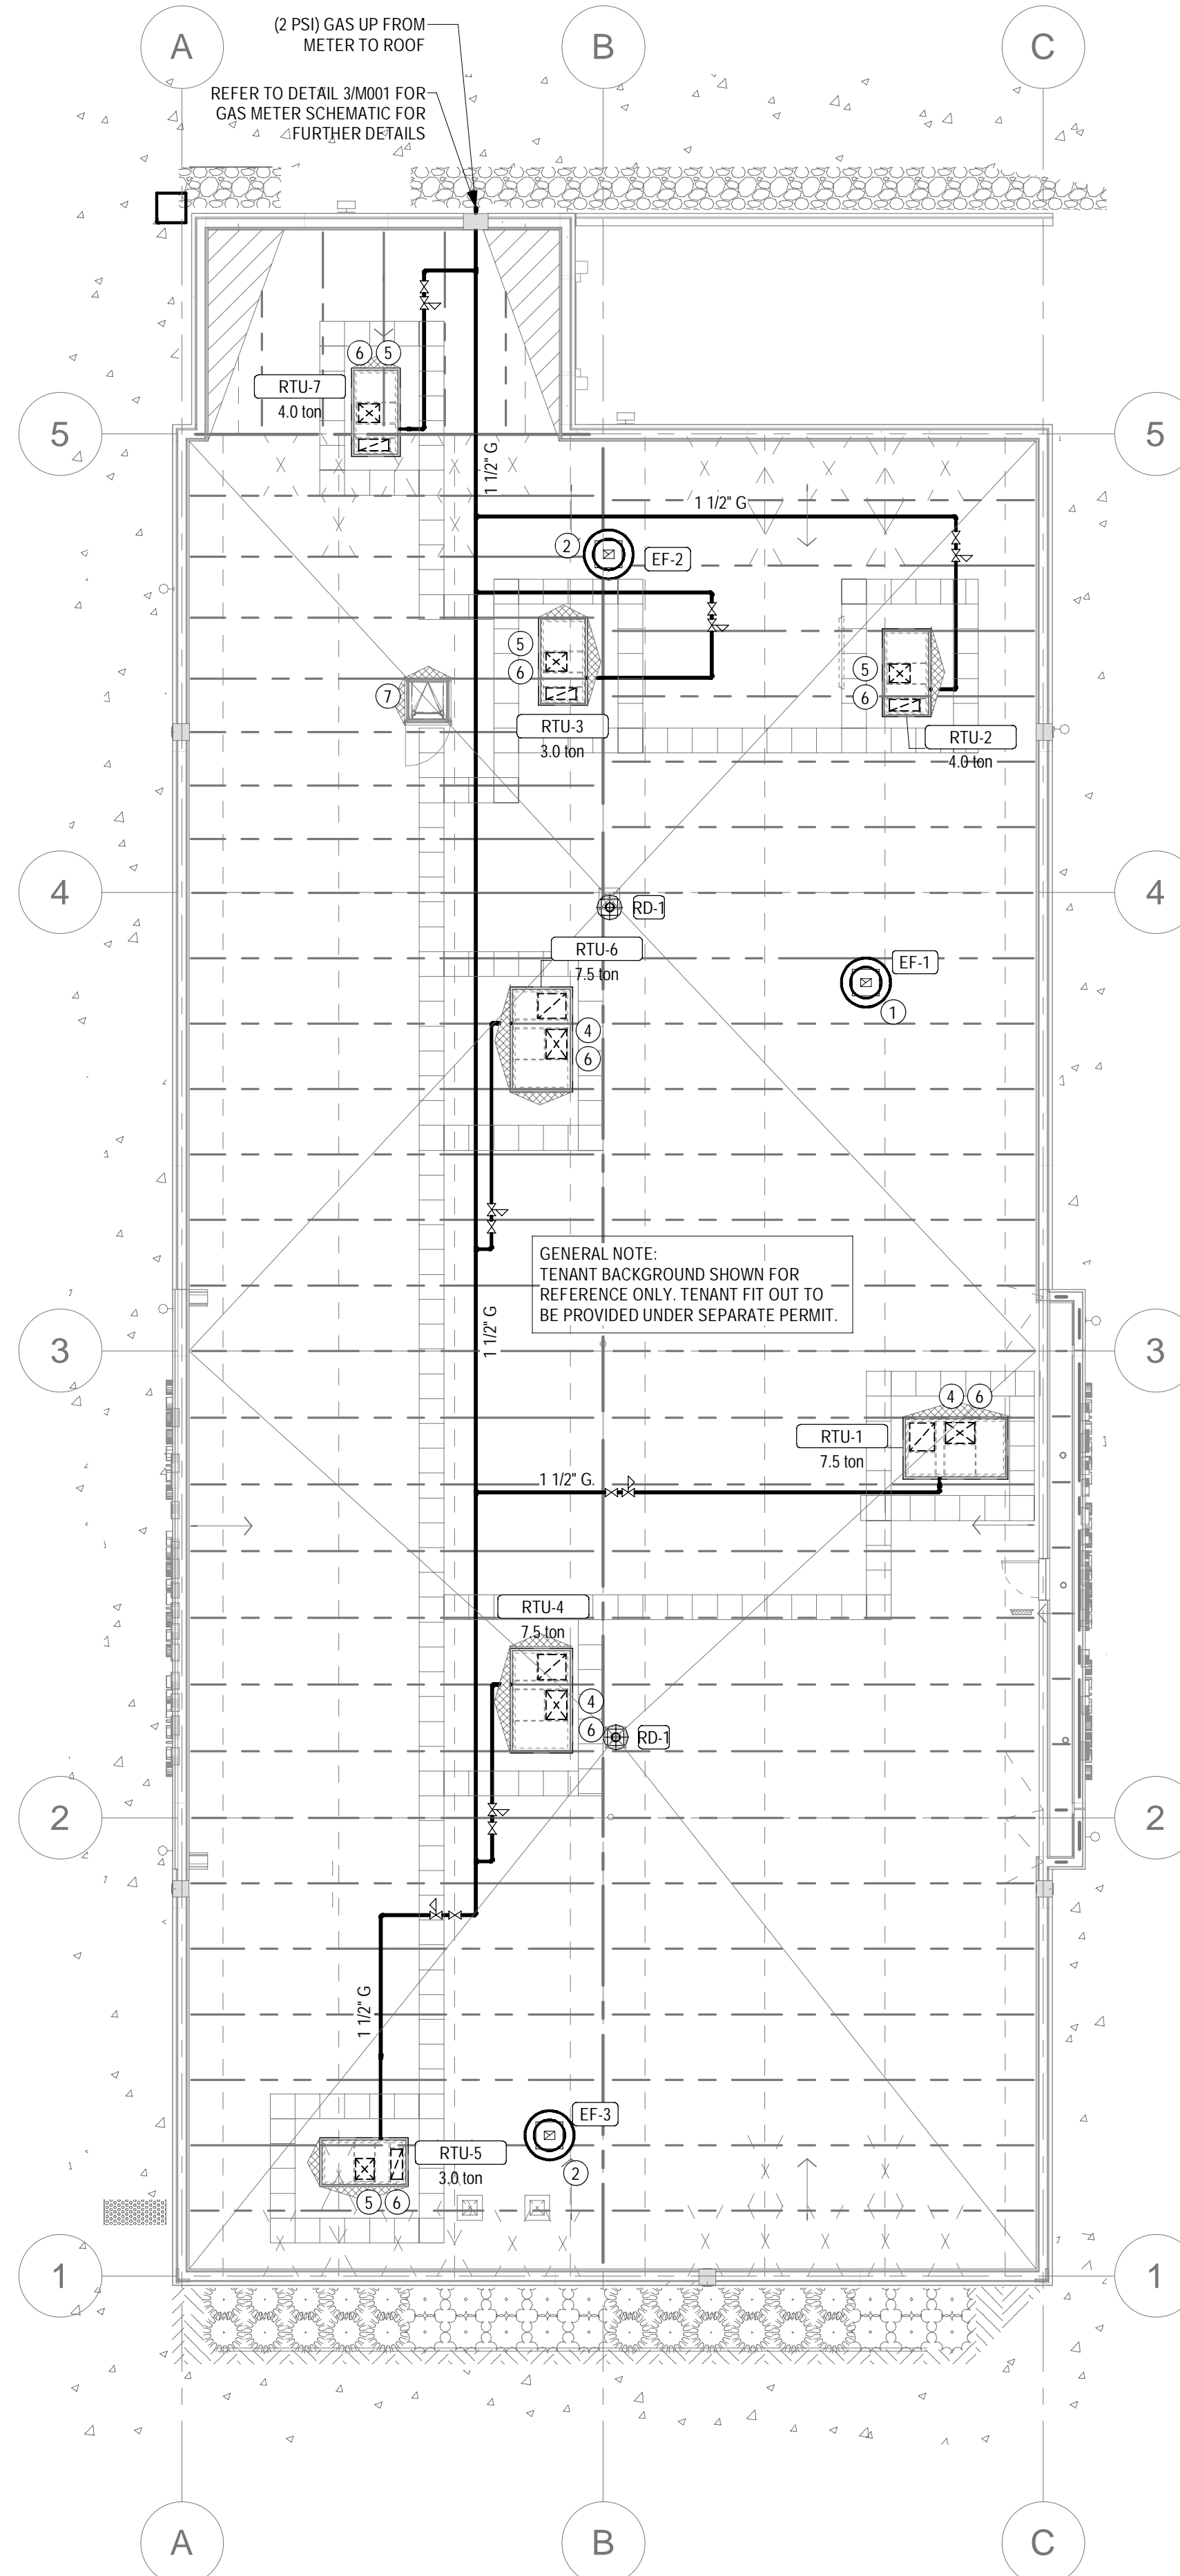 A
B
C
(2 PSI) GAS UP FROM
METER TO ROOF
REFER TO DETAIL 3/M001 FOR
GAS METER SCHEMATIC FOR
FURTHER DETAILS
6
5
RTU-7
4.0 ton
5
5
1 1/2" G
1 1/2" G
2
EF-2
5
6
RTU-3
3.0 ton
5
6
RTU-2
4.0 ton
7
4
4
RD-1
RTU-6
7.5 ton
4
6
EF-1
1
GENERAL NOTE:
TENANT BACKGROUND SHOWN FOR
REFERENCE ONLY. TENANT FIT OUT TO
BE PROVIDED UNDER SEPARATE PERMIT.
1 1/2" G
3
3
4
6
RTU-1
7.5 ton
1 1/2" G
RTU-4
7.5 ton
4
6
RD-1
2
2
1 1/2" G
EF-3
2
RTU-5
3.0 ton
5
6
1
1
A
B
C